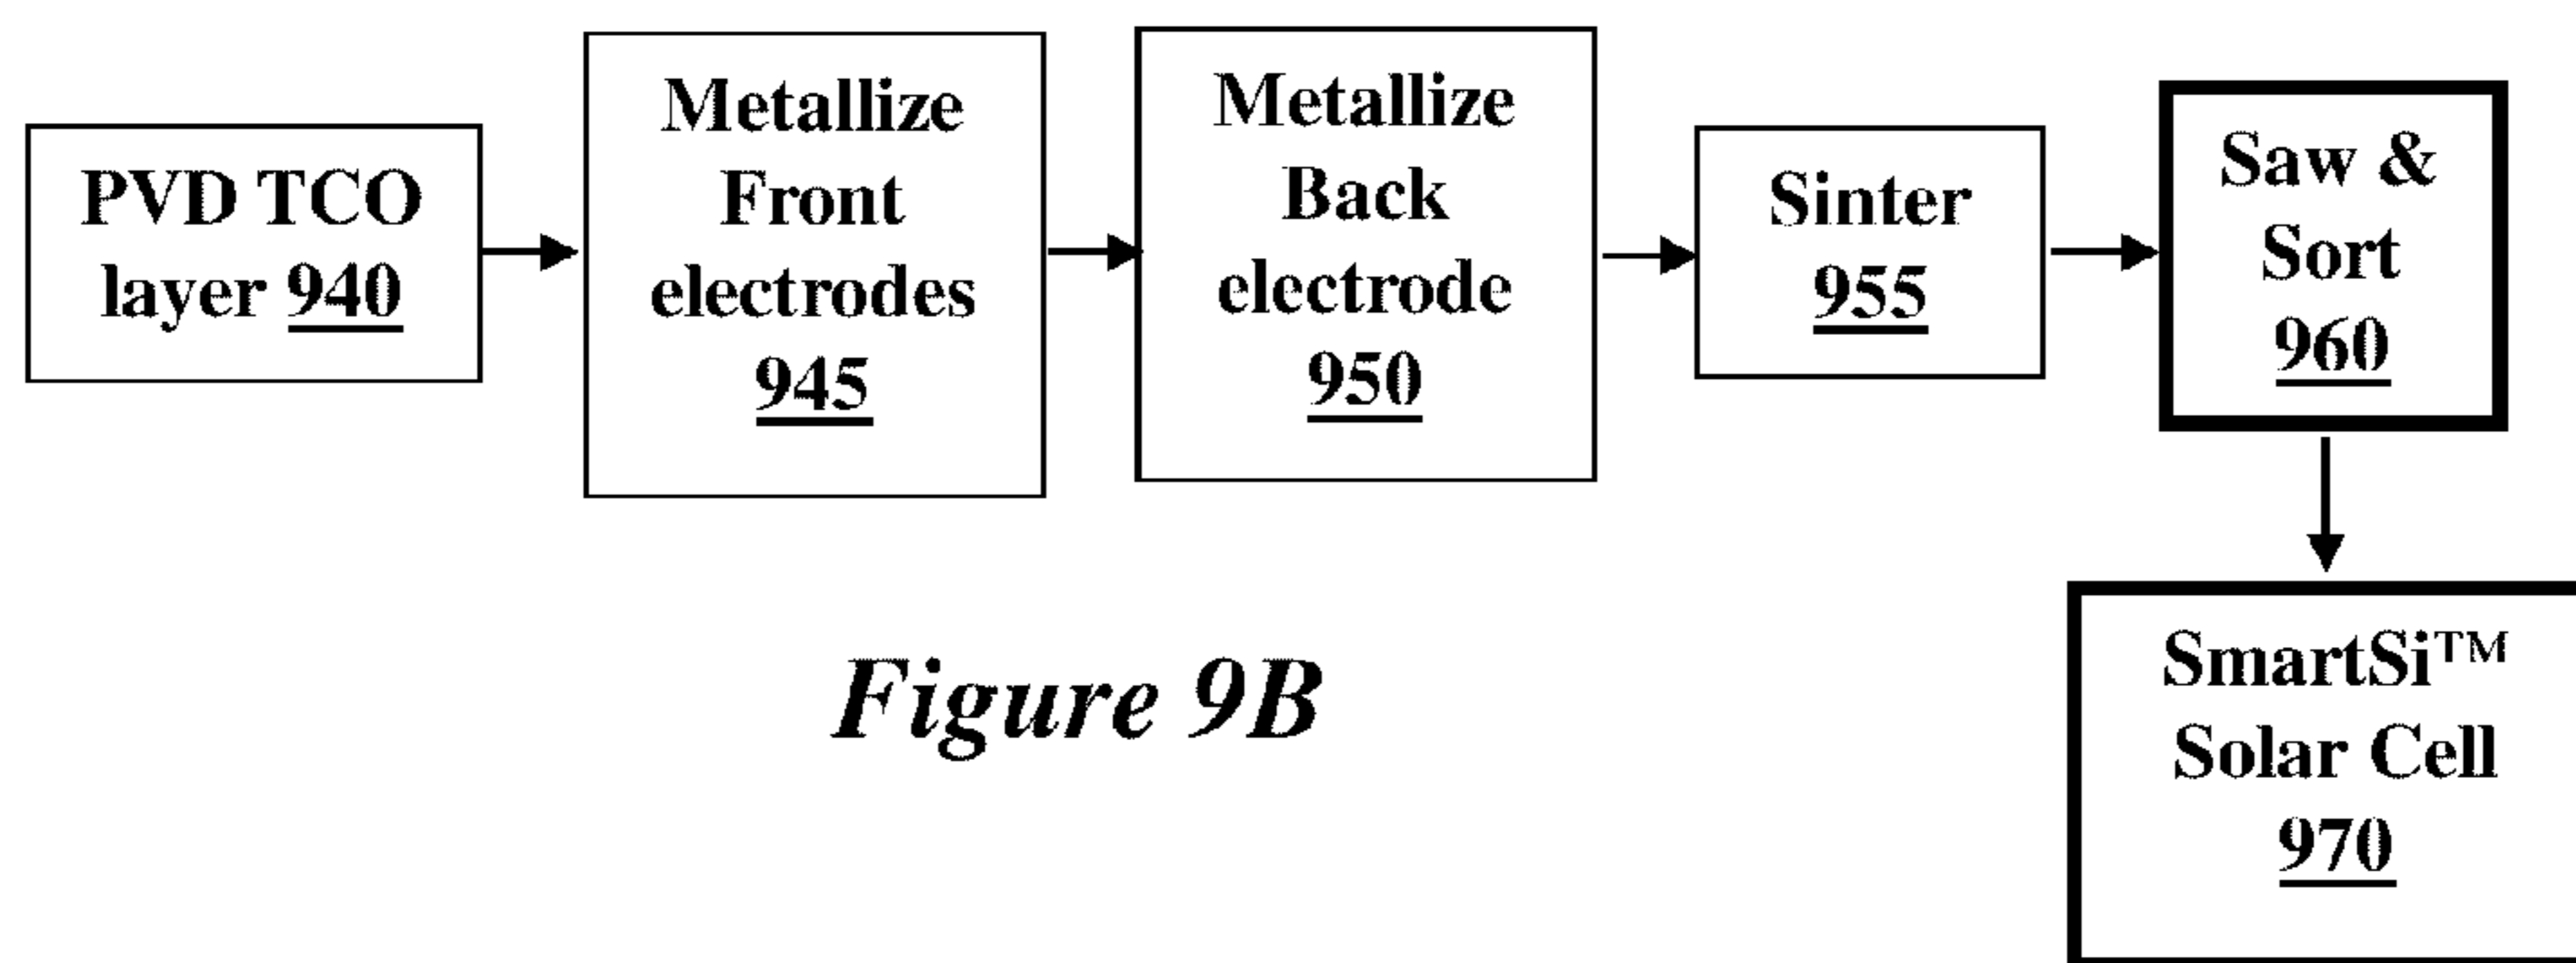 PVD TCO
layer 940
Metallize
Front
electrodes
945
Metallize
Back
electrode
950
Sinter
955
Saw &
Sort
960
SmartSi™
Solar Cell
970
Figure 9B